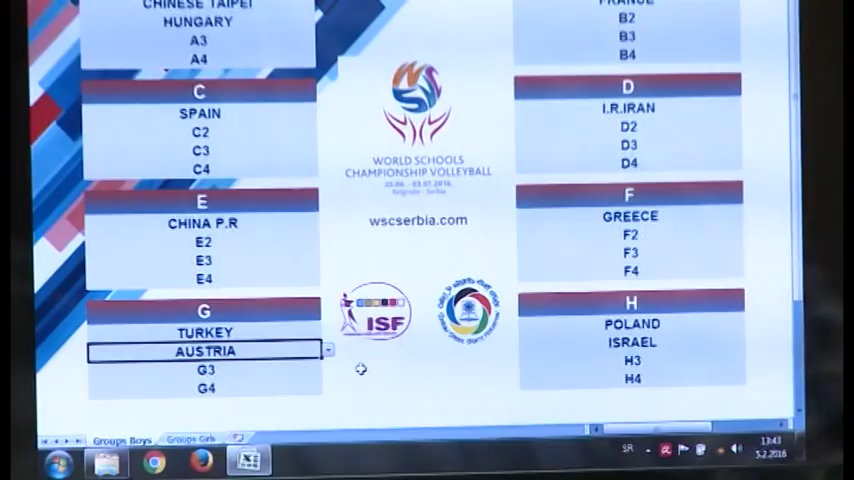 CHINESE TAIPEI
HUNGARY
A3
A4
FRANCE
B2
B3
B4
C
SPAIN
C2
C3
C4
D
I.R.IRAN
D2
D3
D4
WORLD SCHOOLS
CHAMPIONSHIP VOLLEYBALL
Belgrade - Serbia
wscserbia.com
E
CHINA P.R
E2
E3
E4
F
GREECE
F2
F3
F4
G
TURKEY
AUSTRIA
G3
G4
ISF
H
POLAND
ISRAEL
H3
H4
Groups Boys
Groups Girls
SR
13:43
5.2.2016